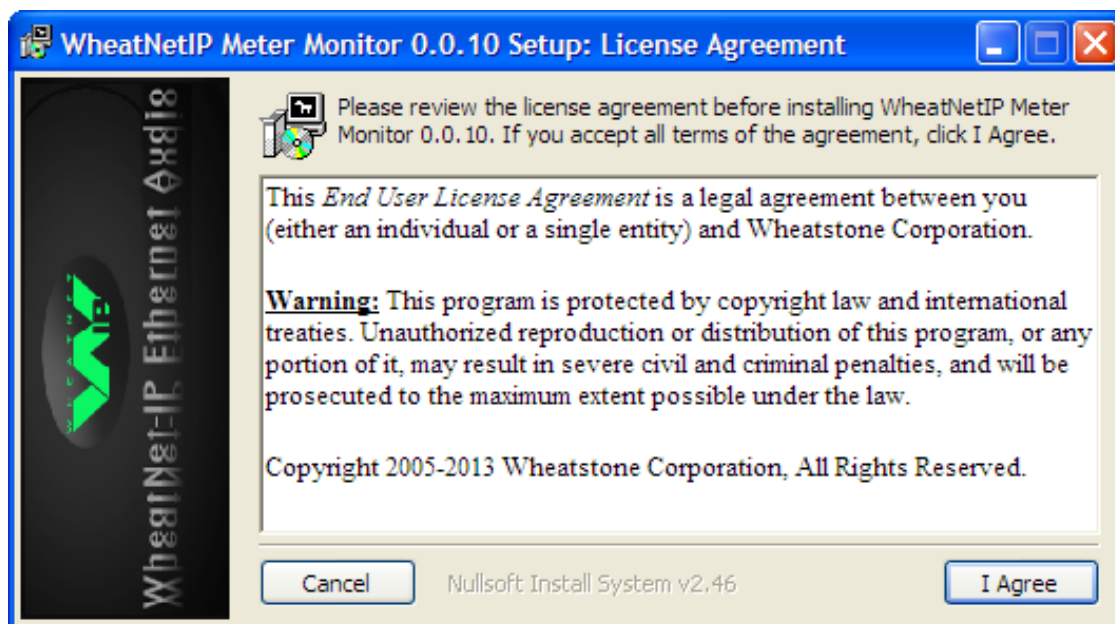 WheatNetIP Meter Monitor 0.0.10 Setup: License Agreement
WheatNet-IP Ethernet Audio
WHEATNET
IP
Please review the license agreement before installing WheatNetIP Meter
Monitor 0.0.10. If you accept all terms of the agreement, click I Agree.
This End User License Agreement is a legal agreement between you
(either an individual or a single entity) and Wheatstone Corporation.
Warning: This program is protected by copyright law and international
treaties. Unauthorized reproduction or distribution of this program, or any
portion of it, may result in severe civil and criminal penalties, and will be
prosecuted to the maximum extent possible under the law.
Copyright 2005-2013 Wheatstone Corporation, All Rights Reserved.
Cancel
Nullsoft Install System v2.46
I Agree